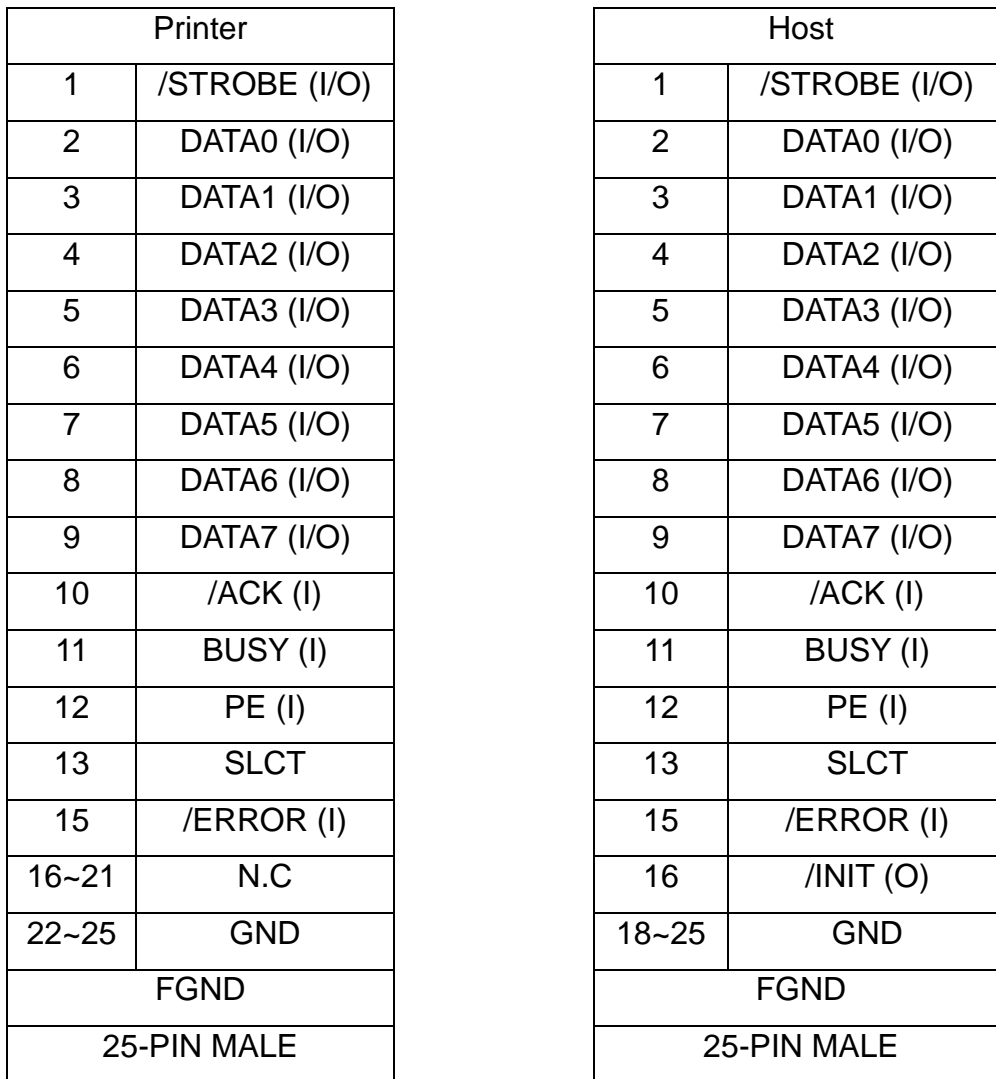 Printer Host
1 /STROBE (I/O) 1 /STROBE (I/O)
2 DATA0 (I/O) 2 DATA0 (I/O)
3 DATA1 (I/O) 3 DATA1 (I/O)
4 DATA2 (I/O) 4 DATA2 (I/O)
5 DATA3 (I/O) 5 DATA3 (I/O)
6 DATA4 (I/O) 6 DATA4 (I/O)
7 DATA5 (I/O) 7 DATA5 (I/O)
8 DATA6 (I/O) 8 DATA6 (I/O)
9 DATA7 (I/O) 9 DATA7 (I/O)
10 /ACK (I) 10 /ACK (I)
11 BUSY (I) 11 BUSY (I)
12 PE (I) 12 PE (I)
13 SLCT 13 SLCT
15 /ERROR (I) 15 /ERROR (I)
16~21 N.C 16 /INIT (O)
22~25 GND 18~25 GND
FGND FGND
25-PIN MALE 25-PIN MALE